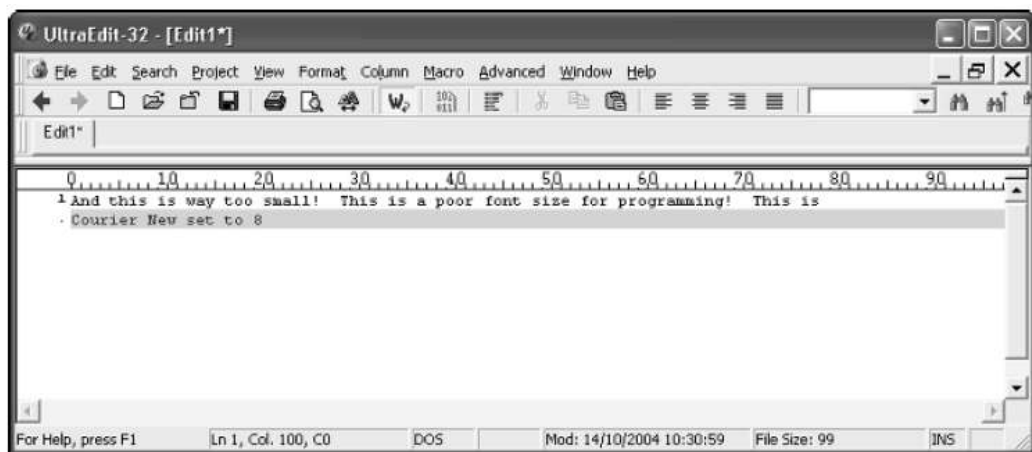 UltraEdit-32 - [Edit1*]
File Edit Search Project View Format Column Macro Advanced Window Help
Edit1*
0 10 20 30 40 50 60 70 80 90
1 And this is way too small! This is a poor font size for programming! This is
Courier New set to 8
For Help, press F1 Ln 1, Col. 100, C0 DOS Mod: 14/10/2004 10:30:59 File Size: 99 INS